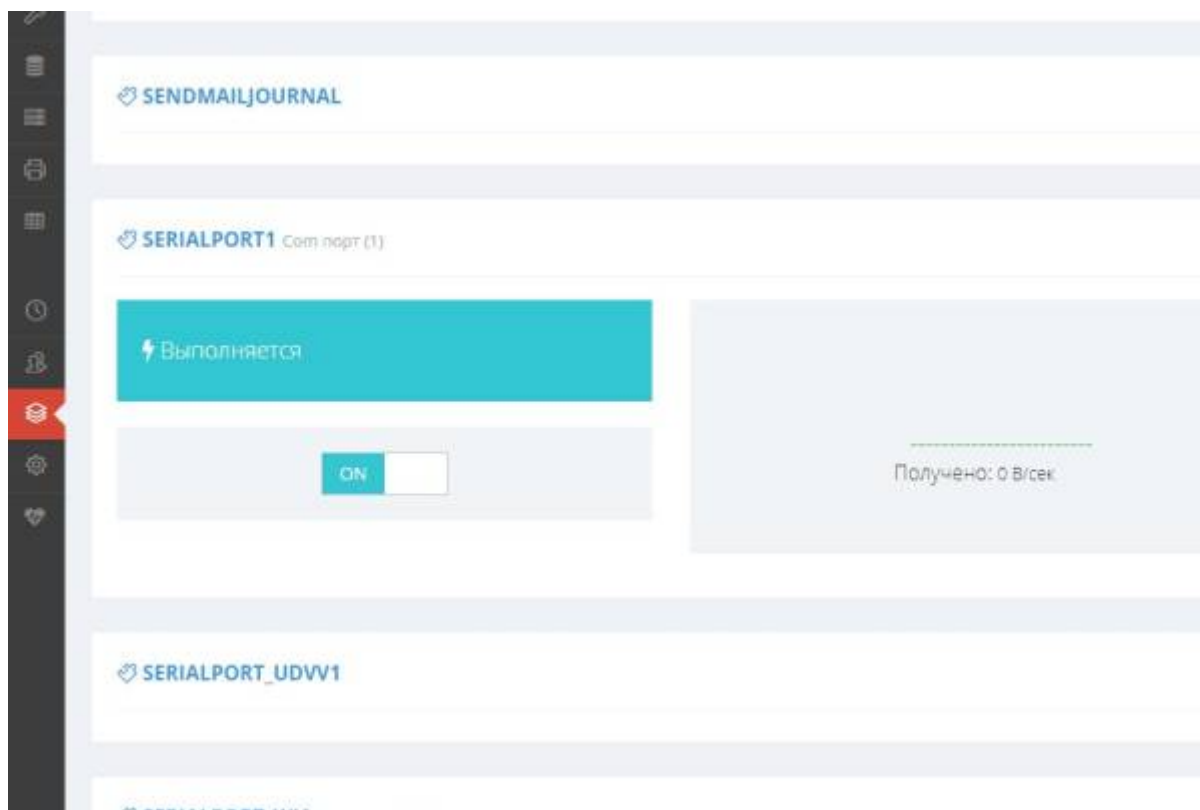 SENDMAILJOURNAL
SERIALPORT1 Com порт (1)
Выполняется
ON
Получено: 0 B/сек
SERIALPORT_UDVV1